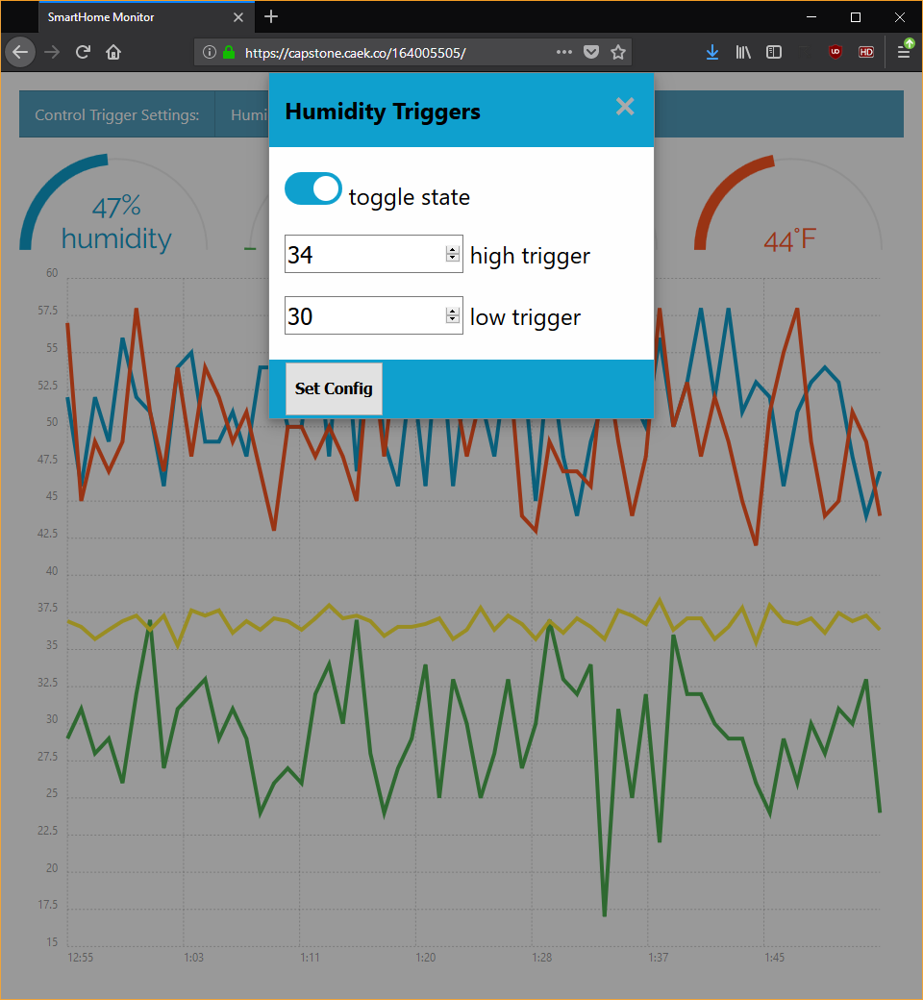 SmartHome Monitor
https://capstone.caek.co/164005505/
UD
HD
Control Trigger Settings:
Humi
Humidity Triggers
toggle state
34 high trigger
30 low trigger
Set Config
47%
humidity
44°F
60
57.5
55
52.5
50
47.5
45
42.5
40
37.5
35
32.5
30
27.5
25
22.5
20
17.5
15
12:55 1:03 1:11 1:20 1:28 1:37 1:45